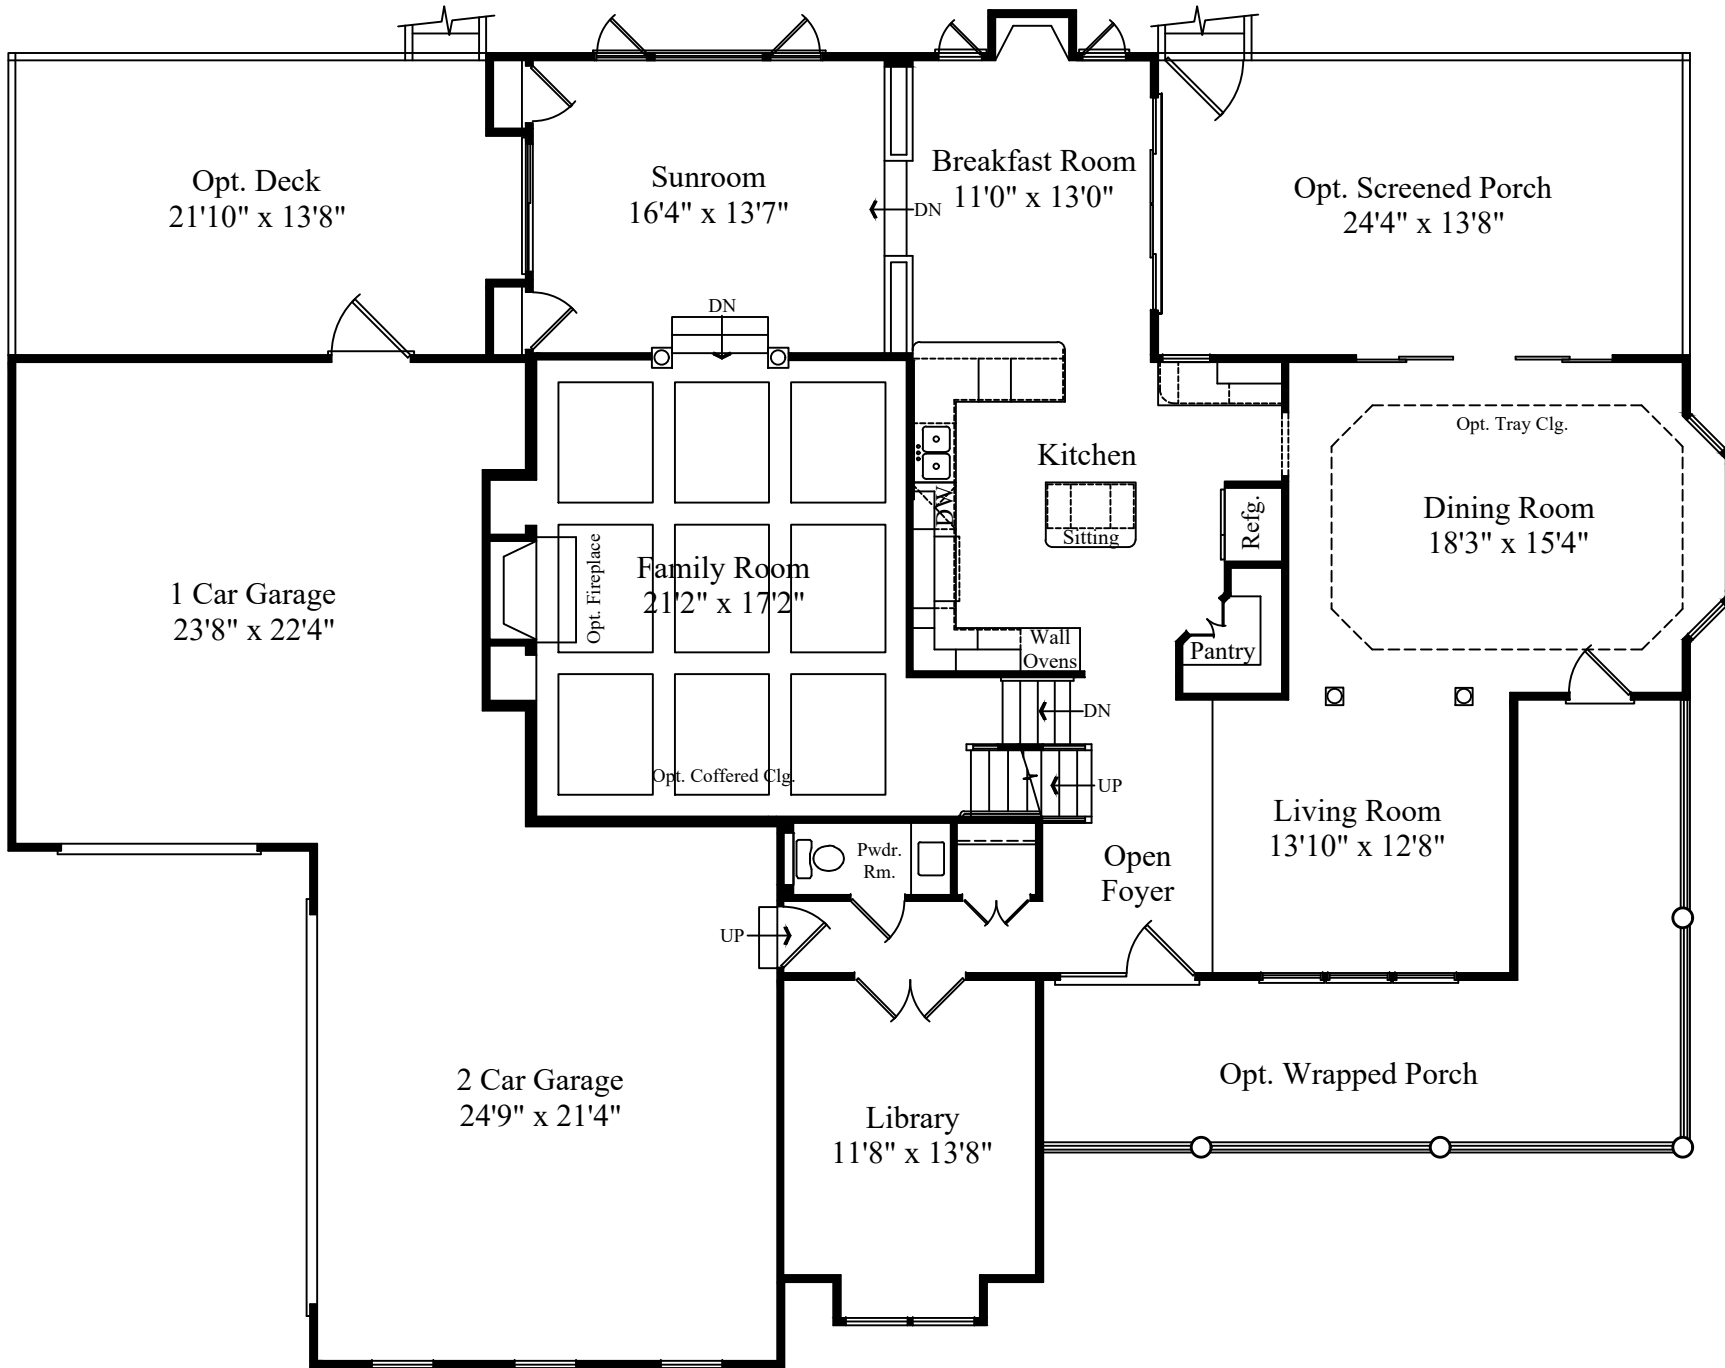 Opt. Deck
21'10" x 13'8"
Sunroom
16'4" x 13'7"
DN
Breakfast Room
11'0" x 13'0"
Opt. Screened Porch
24'4" x 13'8"
DN
Opt. Tray Clg.
Kitchen
DW
Sitting
Refg.
Dining Room
18'3" x 15'4"
1 Car Garage
23'8" x 22'4"
Opt. Fireplace
Family Room
21'2" x 17'2"
Wall
Ovens
Pantry
DN
Opt. Coffered Clg.
UP
Living Room
13'10" x 12'8"
Pwdr.
Rm.
Open
Foyer
UP
2 Car Garage
24'9" x 21'4"
Library
11'8" x 13'8"
Opt. Wrapped Porch